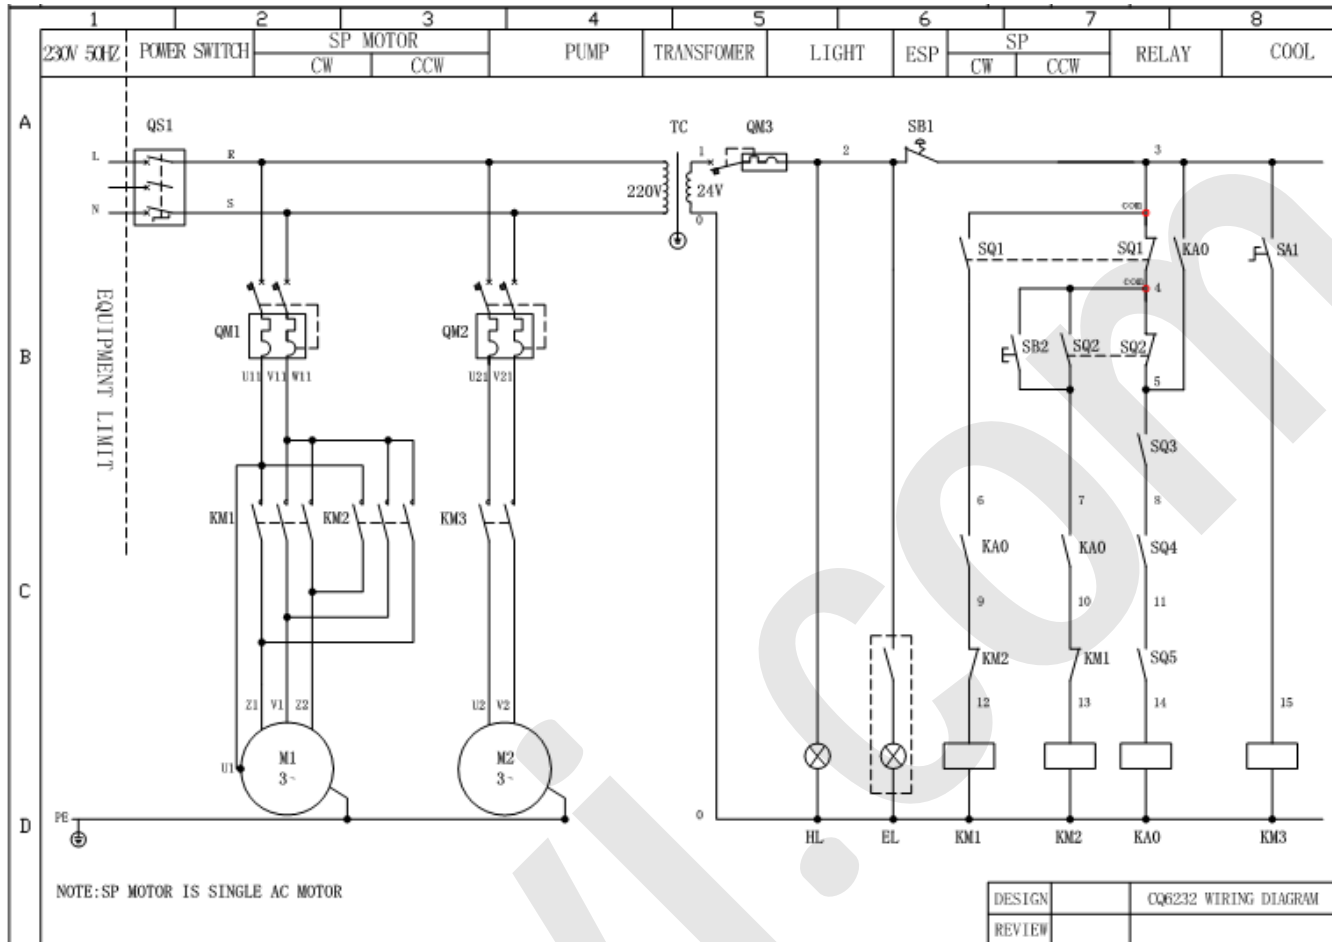 1 2 3 4 5 6 7 8
230V 50HZ POWER SWITCH SP MOTOR PUMP TRANSFOMER LIGHT ESP SP RELAY COOL
CW CCW CW CCW
A
QS1 TC QM3 SB1
L R 1 2 3
220V 24V
N S 0 com
SQ1 SQ1 KA0 SA1
com 4
EQUIPMENT LIMIT
B
QM1 QM2 SB2 SQ2 SQ2
U11 V11 W11 U21 V21 5
SQ3
6 7 8
KM1 KM2 KM3
KA0 KA0 SQ4
C
9 10 11
KM2 KM1 SQ5
Z1 V1 Z2 U2 V2 12 13 14 15
M1 M2
U1 3~ 3~
PE 0
D
HL EL KM1 KM2 KA0 KM3
NOTE:SP MOTOR IS SINGLE AC MOTOR
DESIGN CQ6232 WIRING DIAGRAM
REVIEW
.com